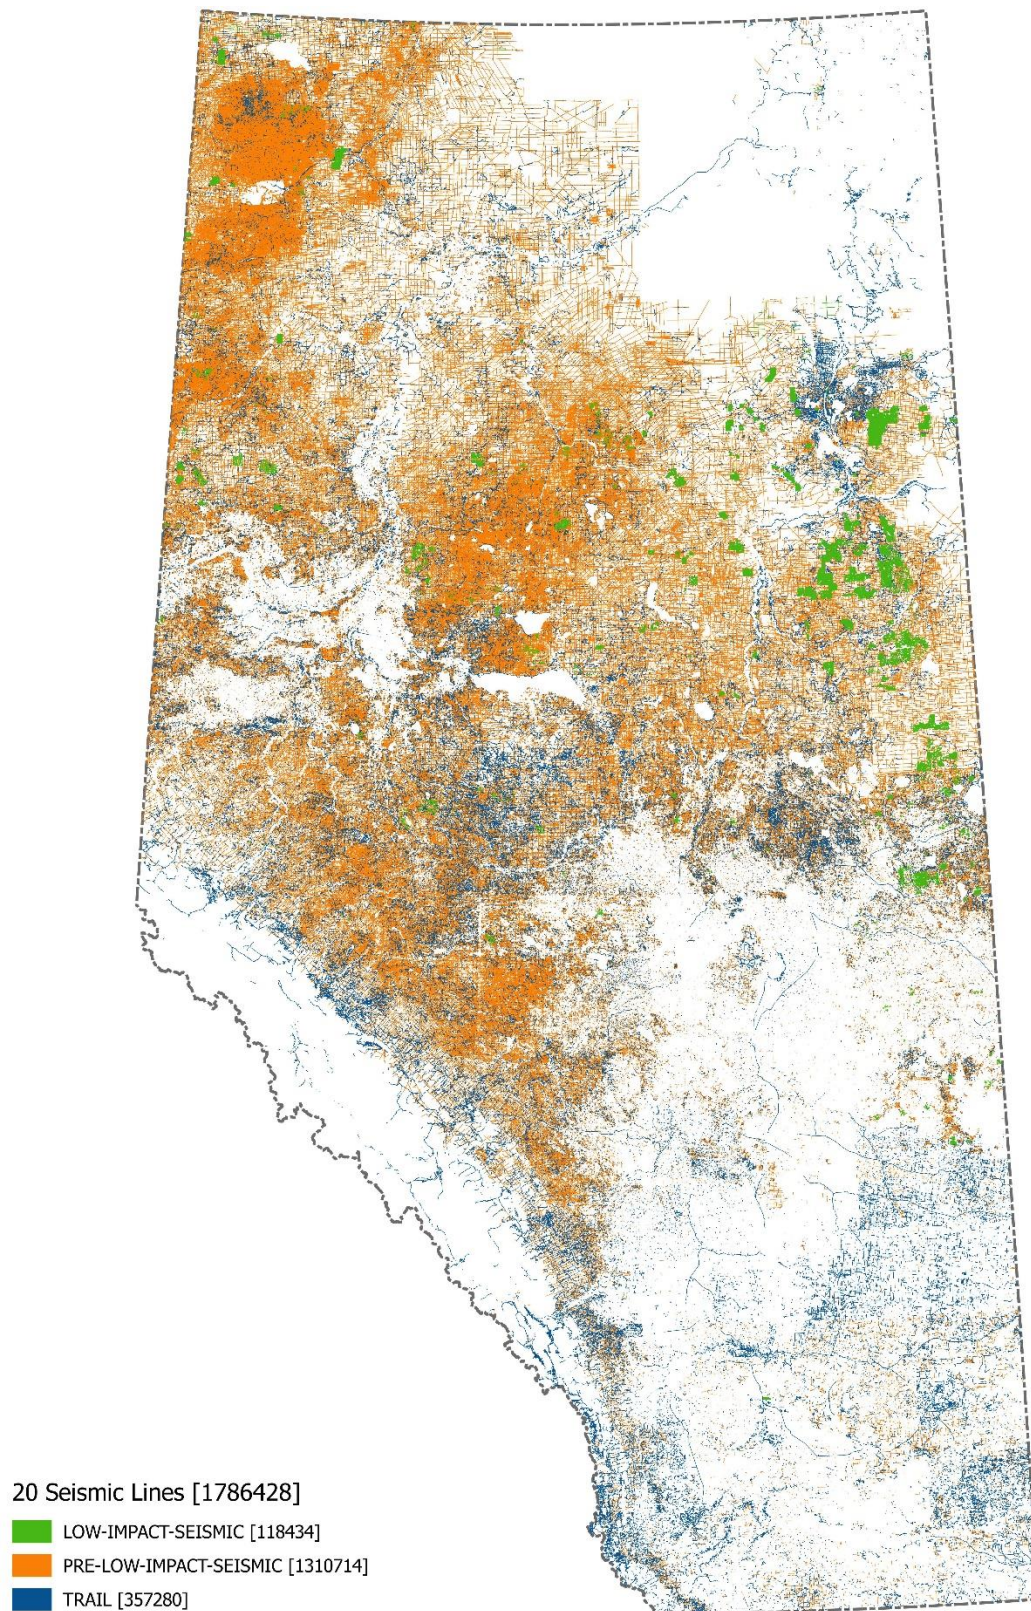 20 Seismic Lines [1786428]
LOW-IMPACT-SEISMIC [118434]
PRE-LOW-IMPACT-SEISMIC [1310714]
TRAIL [357280]